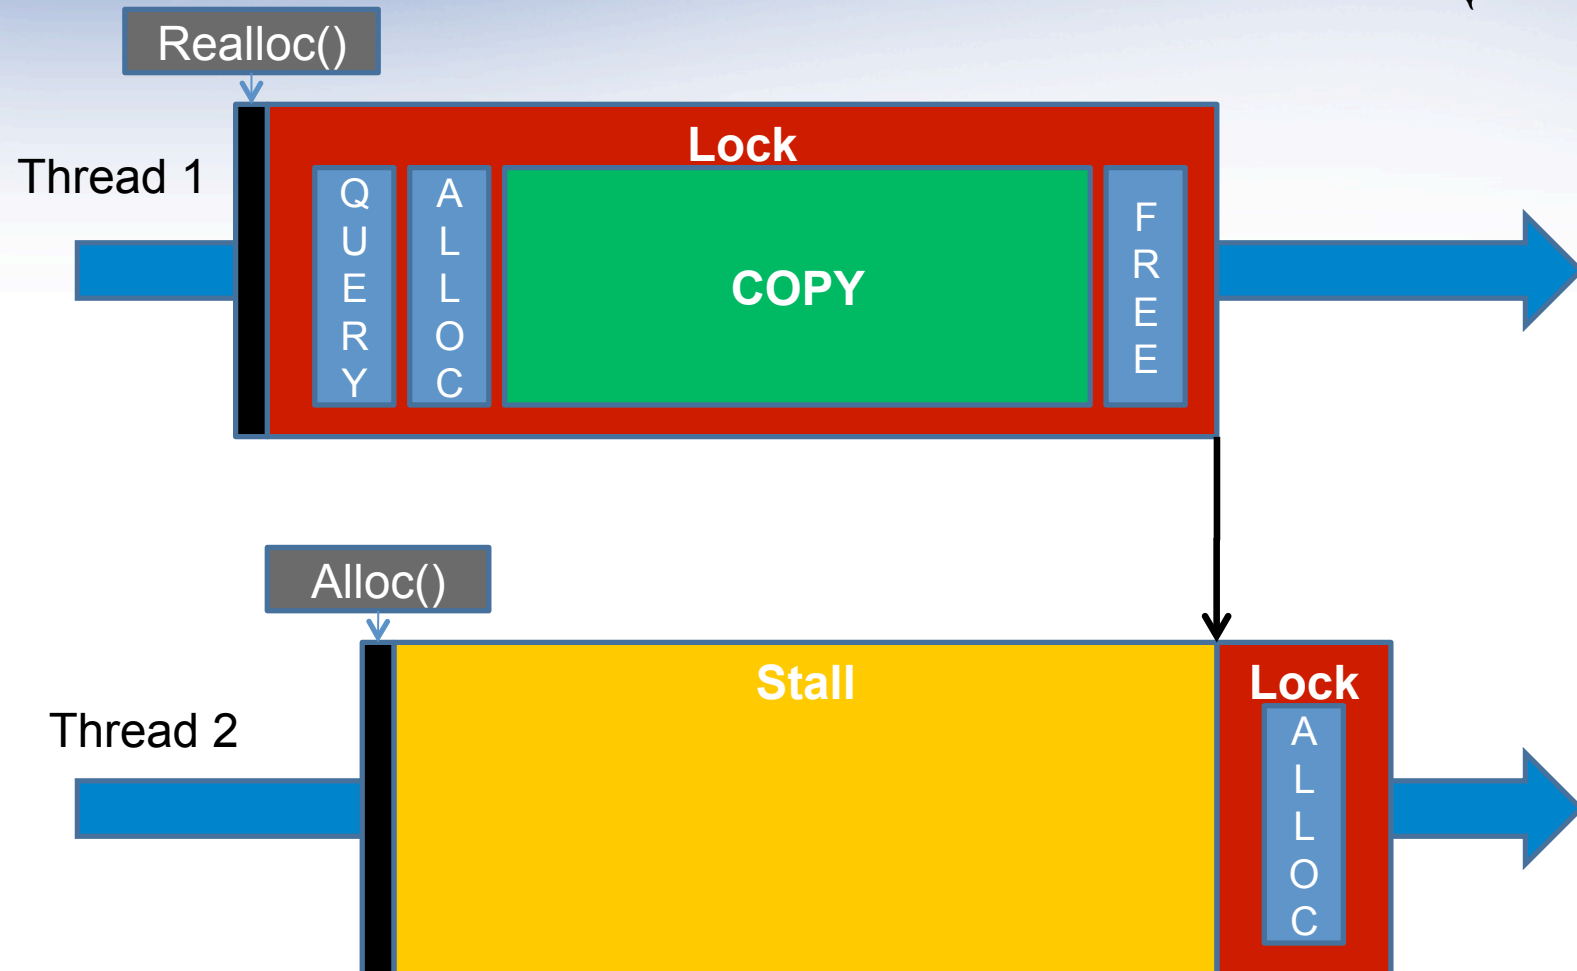 Realloc()
Thread 1
Lock
QUERY
ALLOC
COPY
FREE
Alloc()
Thread 2
Stall
Lock
ALLOC